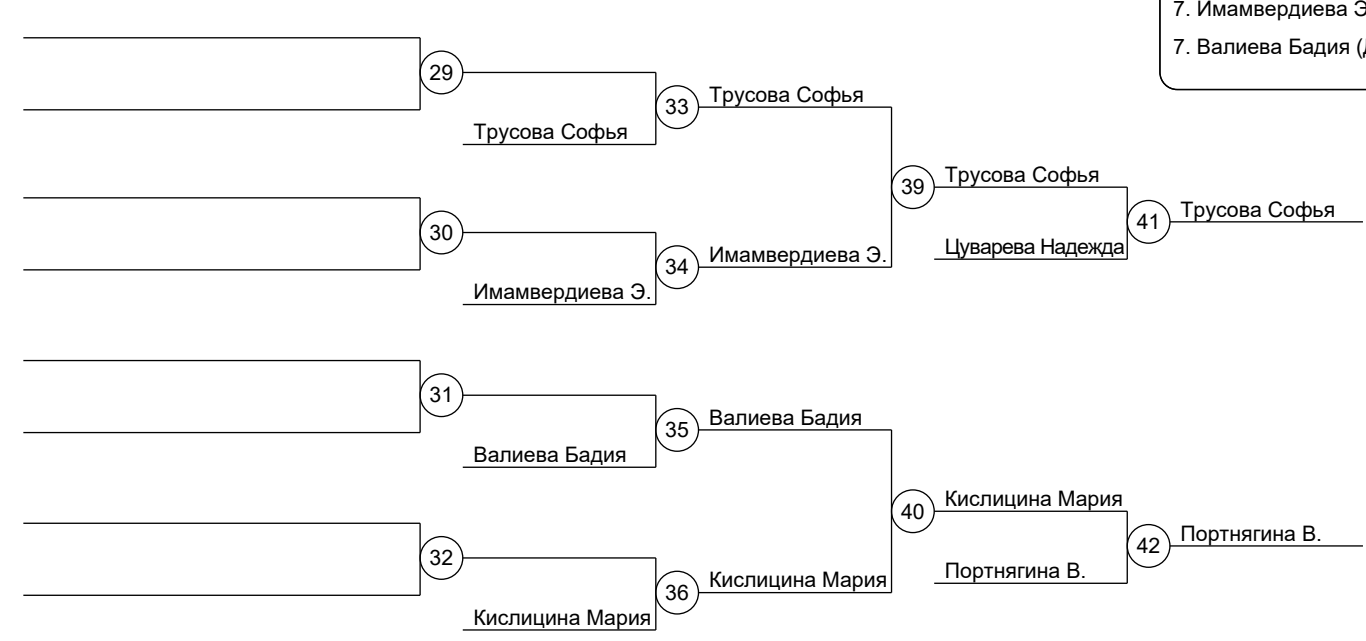 7. Имамвердиева Э
7. Валиева Бадия (
29
33
Трусова Софья
Трусова Софья
39
Трусова Софья
41
Трусова Софья
30
34
Имамвердиева Э.
Цуварева Надежда
Имамвердиева Э.
31
35
Валиева Бадия
Валиева Бадия
40
Кислицина Мария
42
Портнягина В.
32
36
Кислицина Мария
Портнягина В.
Кислицина Мария